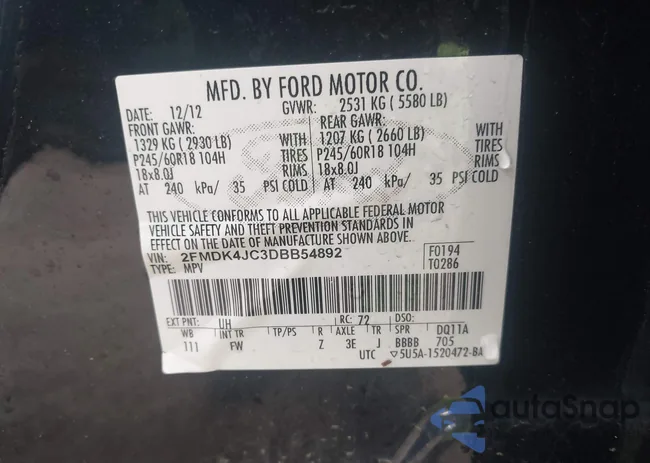 MFD. BY FORD MOTOR CO.
DATE: 12/12 GVWR: 2531 KG ( 5580 LB)
FRONT GAWR: REAR GAWR:
1329 KG ( 2930 LB) WITH 1207 KG ( 2660 LB) WITH
P245/60R18 104H TIRES P245/60R18 104H TIRES
18x8.0J RIMS 18x8.0J RIMS
AT 240 kPa/ 35 PSI COLD AT 240 kPa/ 35 PSI COLD
THIS VEHICLE CONFORMS TO ALL APPLICABLE FEDERAL MOTOR
VEHICLE SAFETY AND THEFT PREVENTION STANDARDS IN
EFFECT ON THE DATE OF MANUFACTURE SHOWN ABOVE.
VIN: 2FMDK4JC3DBB54892 F0194
TYPE: MPV T0286
EXT PNT: UH RC: 72 DSO:
WB INT TR TP/PS R AXLE TR SPR DQ11A
111 FW Z 3E J BBBB 705
UTC ▽5U5A-1520472-BA
autoSnap